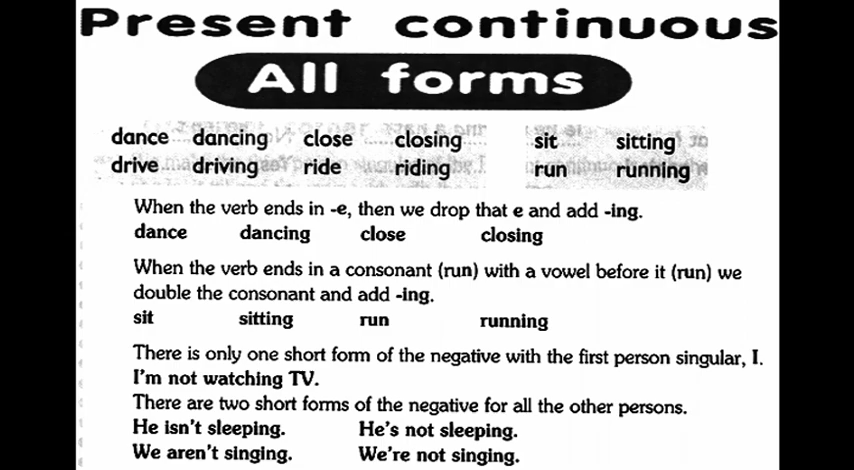 Present continuous
All forms
dance dancing close closing sit sitting
drive driving ride riding run running
When the verb ends in -e, then we drop that e and add -ing.
dance dancing close closing
When the verb ends in a consonant (run) with a vowel before it (run) we
double the consonant and add -ing.
sit sitting run running
There is only one short form of the negative with the first person singular, I.
I'm not watching TV.
There are two short forms of the negative for all the other persons.
He isn't sleeping. He's not sleeping.
We aren't singing. We're not singing.